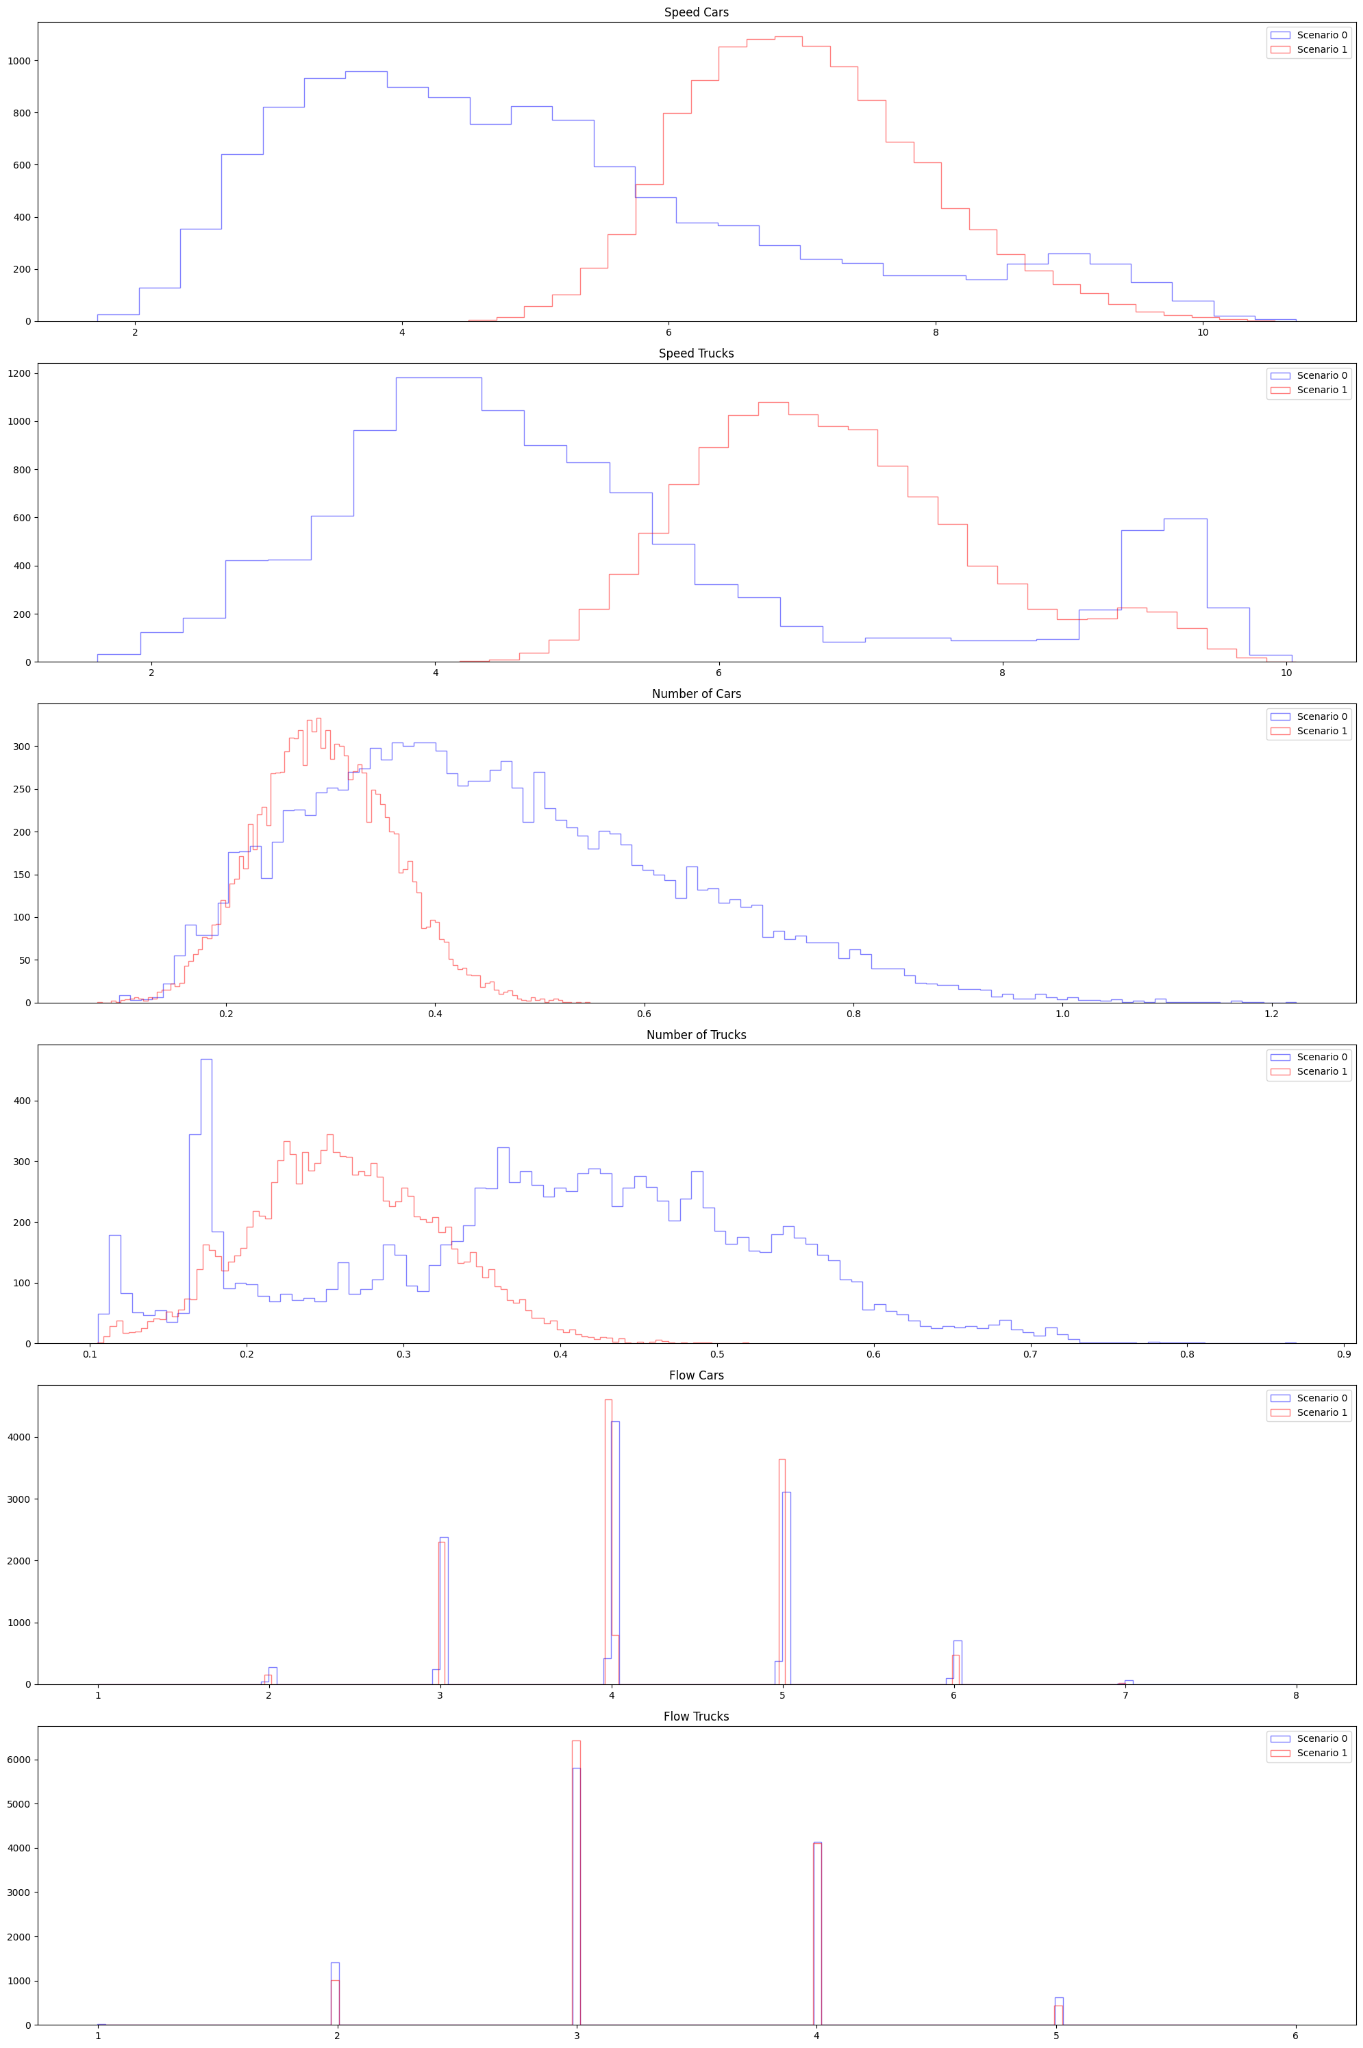 Speed Cars
Scenario 0
Scenario 1
1000
800
600
400
200
0
2 4 6 8 10
Speed Trucks
Scenario 0
Scenario 1
1200
1000
800
600
400
200
0
2 4 6 8 10
Number of Cars
Scenario 0
Scenario 1
300
250
200
150
100
50
0
0.2 0.4 0.6 0.8 1.0 1.2
Number of Trucks
Scenario 0
Scenario 1
400
300
200
100
0
0.1 0.2 0.3 0.4 0.5 0.6 0.7 0.8 0.9
Flow Cars
Scenario 0
Scenario 1
4000
3000
2000
1000
0
1 2 3 4 5 6 7 8
Flow Trucks
Scenario 0
Scenario 1
6000
5000
4000
3000
2000
1000
0
1 2 3 4 5 6